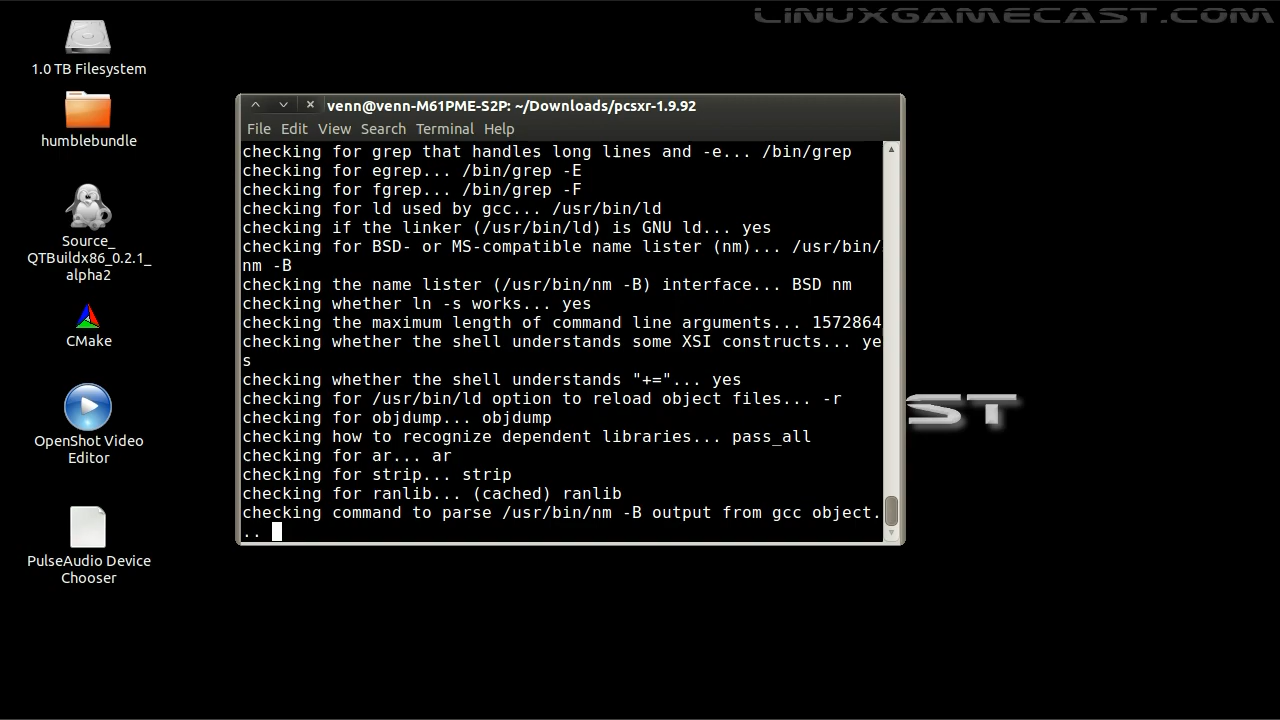 LINUXGAMECAST.COM
1.0 TB Filesystem
humblebundle
Source_
QTBuildx86_0.2.1_
alpha2
CMake
OpenShot Video
Editor
PulseAudio Device
Chooser
venn@venn-M61PME-S2P: ~/Downloads/pcsxr-1.9.92
File Edit View Search Terminal Help
checking for grep that handles long lines and -e... /bin/grep
checking for egrep... /bin/grep -E
checking for fgrep... /bin/grep -F
checking for ld used by gcc... /usr/bin/ld
checking if the linker (/usr/bin/ld) is GNU ld... yes
checking for BSD- or MS-compatible name lister (nm)... /usr/bin/
nm -B
checking the name lister (/usr/bin/nm -B) interface... BSD nm
checking whether ln -s works... yes
checking the maximum length of command line arguments... 1572864
checking whether the shell understands some XSI constructs... ye
s
checking whether the shell understands "+="... yes
checking for /usr/bin/ld option to reload object files... -r
checking for objdump... objdump
checking how to recognize dependent libraries... pass_all
checking for ar... ar
checking for strip... strip
checking for ranlib... (cached) ranlib
checking command to parse /usr/bin/nm -B output from gcc object.
..
ST